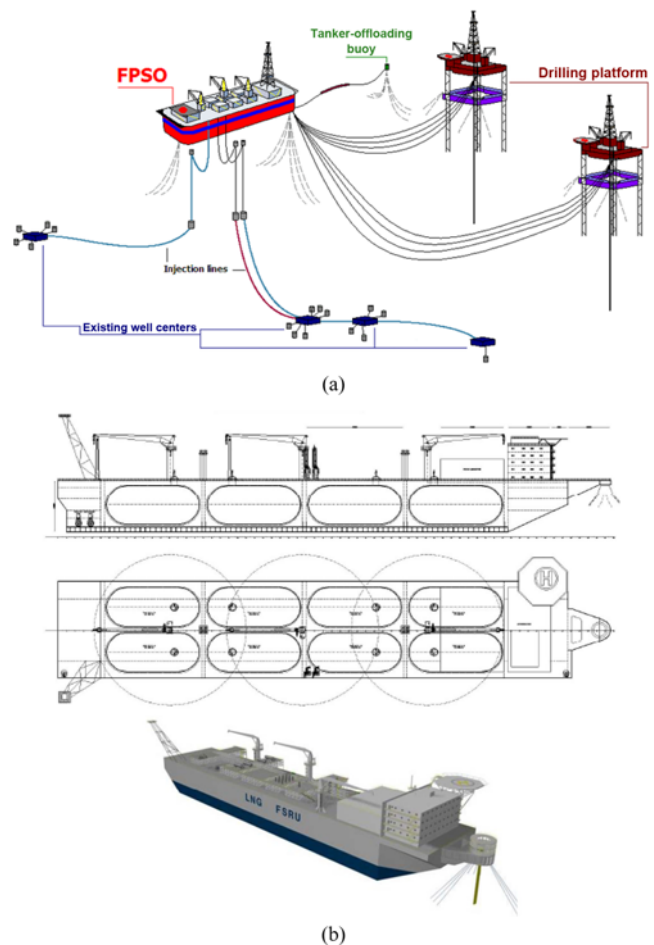 Tanker-offloading
buoy
FPSO
Drilling platform
Injection lines
Existing well centers
(a)
LNG FSRU
(b)